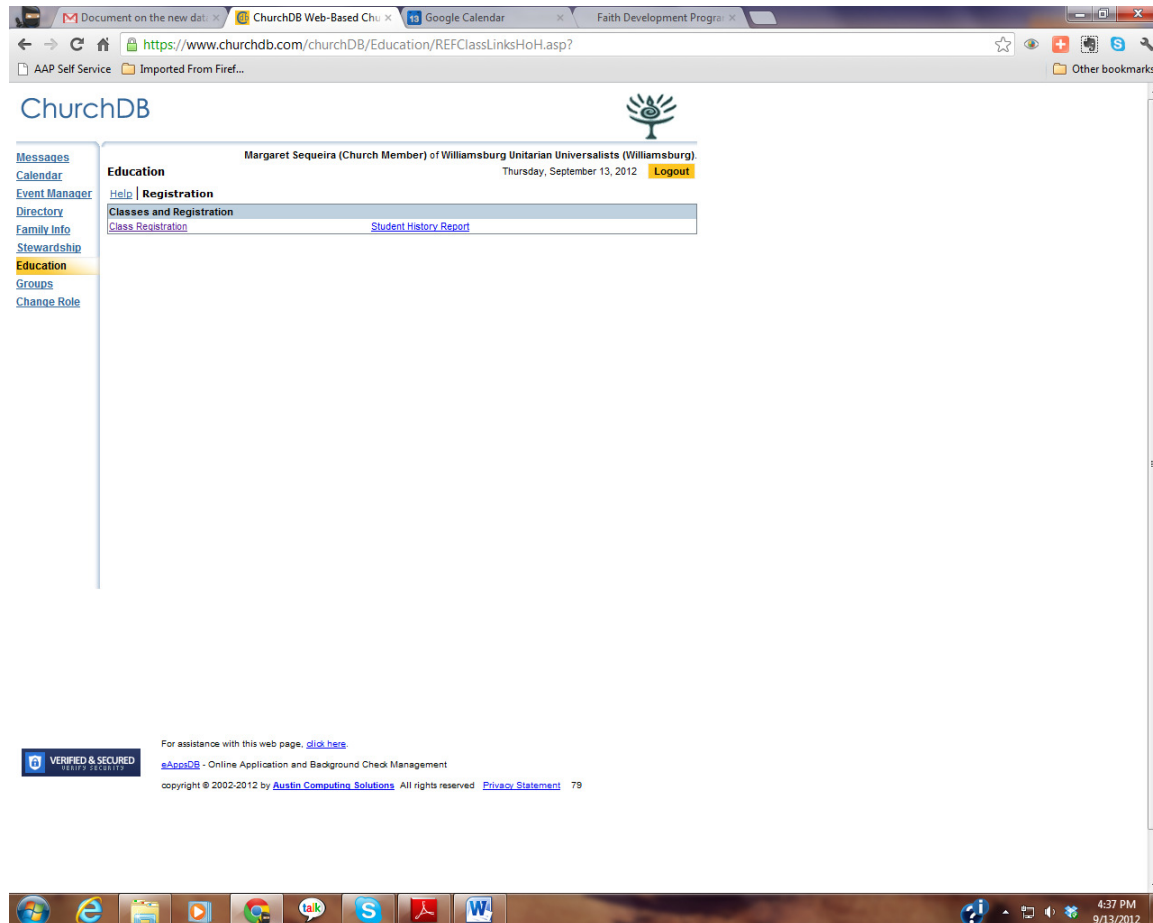 Document on the new data
ChurchDB Web-Based Chu
13 Google Calendar
Faith Development Progra
https://www.churchdb.com/churchDB/Education/REFClassLinksHoH.asp?
AAP Self Service Imported From Firef...
Other bookmarks
ChurchDB
Margaret Sequeira (Church Member) of Williamsburg Unitarian Universalists (Williamsburg).
Thursday, September 13, 2012 Logout
Messages
Calendar
Event Manager
Directory
Family Info
Stewardship
Education
Groups
Change Role
Education
Help | Registration
Classes and Registration
Class Registration Student History Report
VERIFIED & SECURED
VERIFY SECURITY
For assistance with this web page, click here.
eAppsDB - Online Application and Background Check Management
copyright © 2002-2012 by Austin Computing Solutions All rights reserved Privacy Statement 79
talk
4:37 PM
9/13/2012